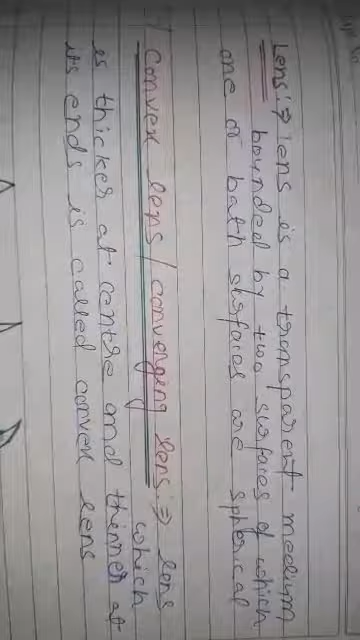 Lens:⇒ lens is a transparent medium
bounded by two surfaces of which
one or both surfaces are spherical
Convex lens / converging lens:⇒ lens
which
is thicker at centre and thinner at
its ends is called convex lens